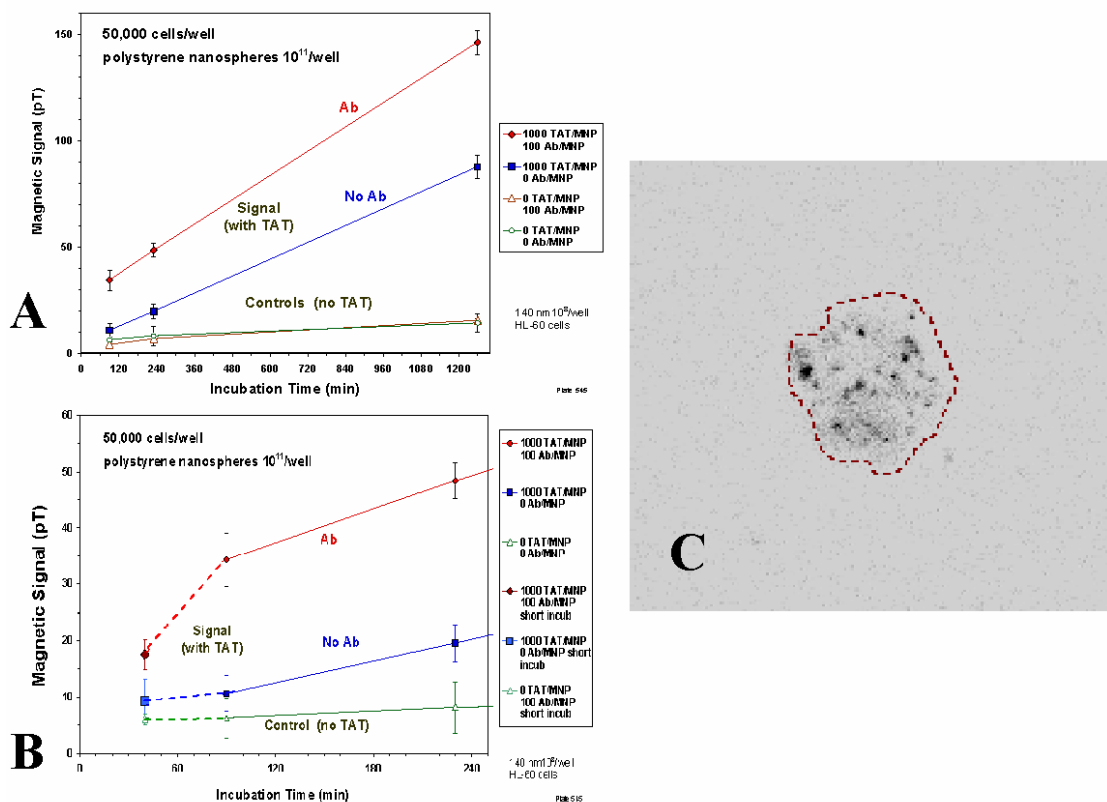 A
50,000 cells/well
polystyrene nanospheres 10¹¹/well
Magnetic Signal (pT)
150
100
50
0
Ab
No Ab
Signal
(with TAT)
Controls (no TAT)
0 120 240 360 480 600 720 840 960 1080 1200
Incubation Time (min)
1000 TAT/MNP
100 Ab/MNP
1000 TAT/MNP
0 Ab/MNP
0 TAT/MNP
100 Ab/MNP
0 TAT/MNP
0 Ab/MNP
HL-60 cells
B
50,000 cells/well
polystyrene nanospheres 10¹¹/well
Magnetic Signal (pT)
60
50
40
30
20
10
0
Ab
No Ab
Signal
(with TAT)
Control (no TAT)
0 60 120 180 240
Incubation Time (min)
1000 TAT/MNP
100 Ab/MNP
1000 TAT/MNP
0 Ab/MNP
0 TAT/MNP
0 Ab/MNP
1000 TAT/MNP
100 Ab/MNP
short incub
1000 TAT/MNP
0 Ab/MNP short
incub
0 TAT/MNP
100 Ab/MNP
short incub
HL-60 cells
C